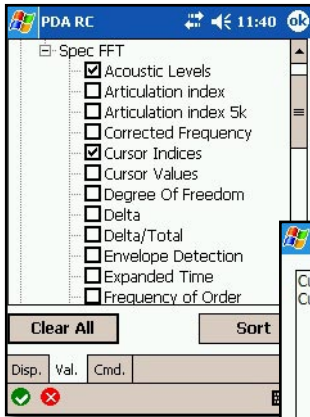 PDA RC 11:40 ok
Spec FFT
Acoustic Levels
Articulation index
Articulation index 5k
Corrected Frequency
Cursor Indices
Cursor Values
Degree Of Freedom
Delta
Delta/Total
Envelope Detection
Expanded Time
Frequency of Order
Clear All Sort
Disp. Val. Cmd.